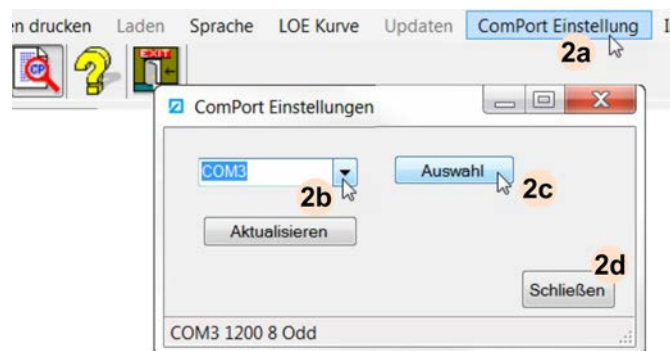 n drucken Laden Sprache LOE Kurve Updaten ComPort Einstellung I
2a
CP EXIT
ComPort Einstellungen
COM3 Auswahl
2b 2c
Aktualisieren
2d
Schließen
COM3 1200 8 Odd